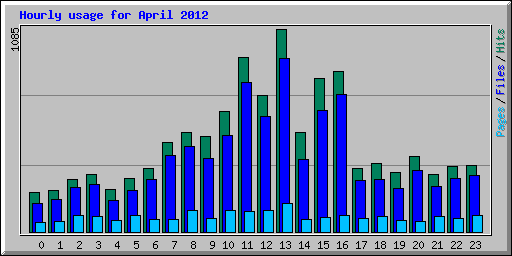 Hourly usage for April 2012
1085
Pages / Files / Hits
0 1 2 3 4 5 6 7 8 9 10 11 12 13 14 15 16 17 18 19 20 21 22 23